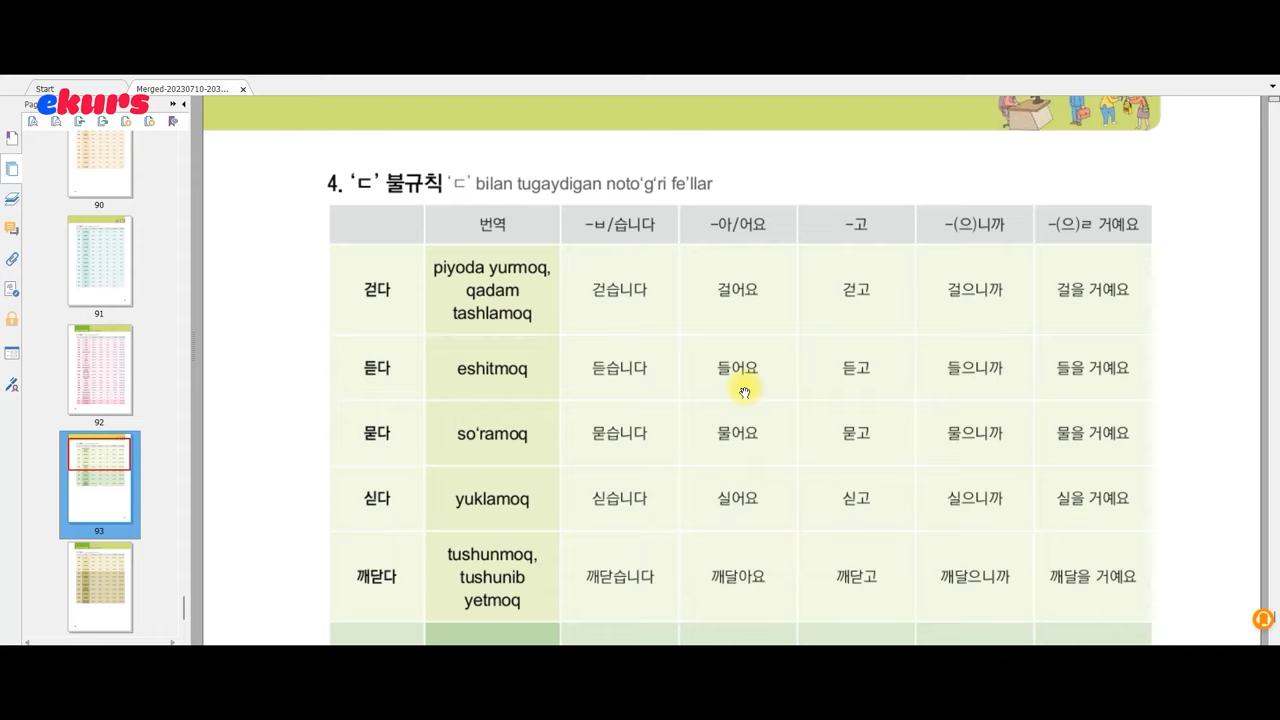 Start
Merged-20230710-203...
Pag
ekurs
90
91
92
93
4. 'ㄷ' 불규칙 'ㄷ' bilan tugaydigan noto'g'ri fe'llar
번역 -ㅂ/습니다 -아/어요 -고 -(으)니까 -(으)ㄹ 거예요
걷다 piyoda yurmoq, qadam tashlamoq 걷습니다 걸어요 걷고 걸으니까 걸을 거예요
듣다 eshitmoq 듣습니다 들어요 듣고 들으니까 들을 거예요
묻다 so'ramoq 묻습니다 물어요 묻고 물으니까 물을 거예요
싣다 yuklamoq 싣습니다 실어요 싣고 실으니까 실을 거예요
깨닫다 tushunmoq, tushunib yetmoq 깨닫습니다 깨달아요 깨닫고 깨달으니까 깨달을 거예요